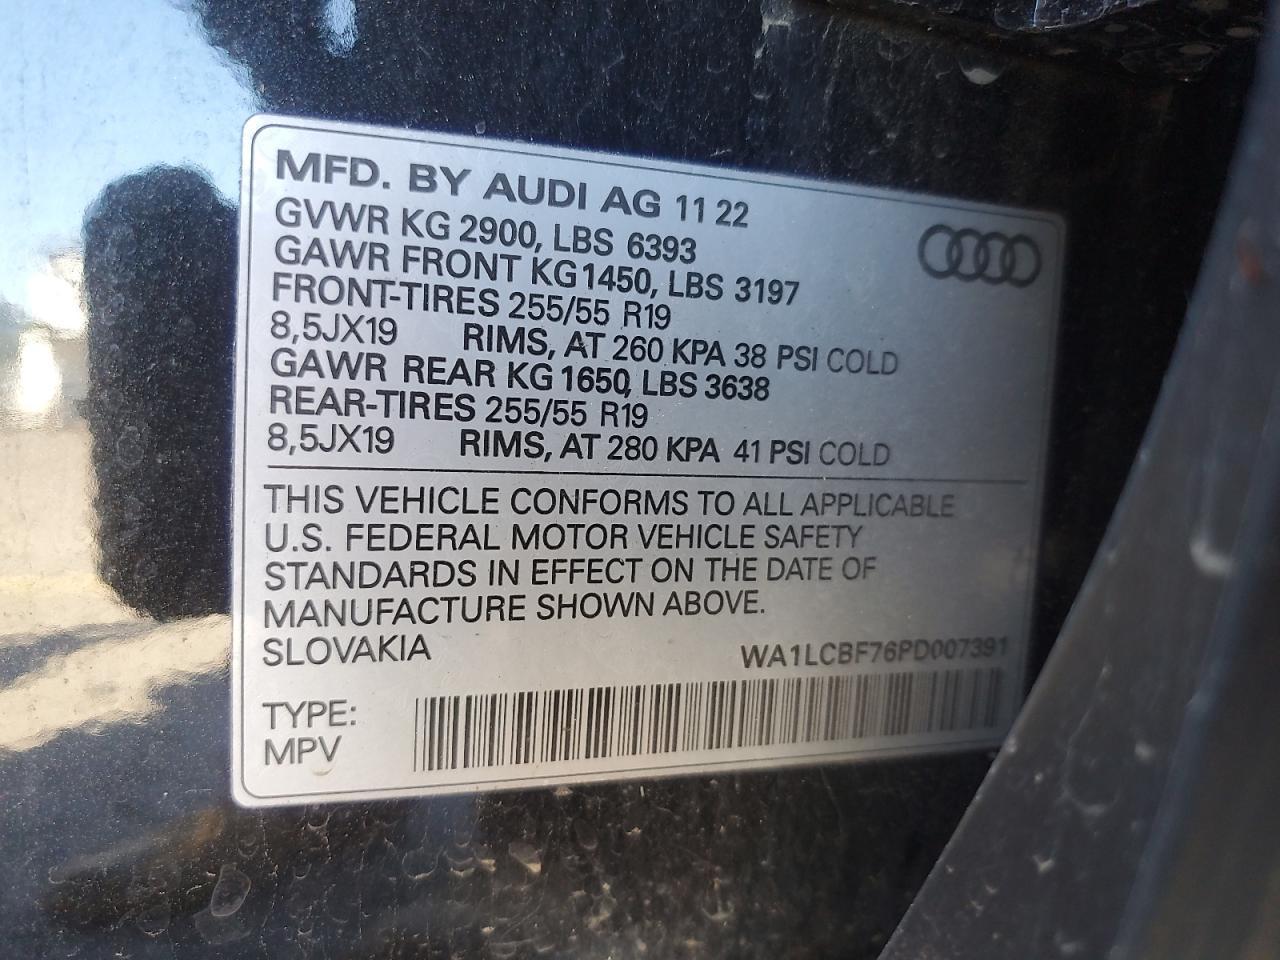 MFD. BY AUDI AG 11 22
GVWR KG 2900, LBS 6393
GAWR FRONT KG 1450, LBS 3197
FRONT-TIRES 255/55 R19
8,5JX19 RIMS, AT 260 KPA 38 PSI COLD
GAWR REAR KG 1650, LBS 3638
REAR-TIRES 255/55 R19
8,5JX19 RIMS, AT 280 KPA 41 PSI COLD
THIS VEHICLE CONFORMS TO ALL APPLICABLE
U.S. FEDERAL MOTOR VEHICLE SAFETY
STANDARDS IN EFFECT ON THE DATE OF
MANUFACTURE SHOWN ABOVE.
SLOVAKIA WA1LCBF76PD007391
TYPE:
MPV